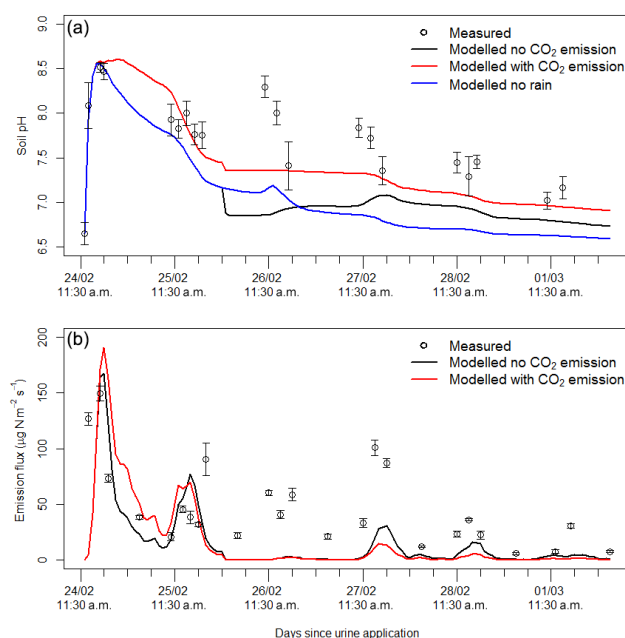 (a)
Measured
Modelled no CO₂ emission
Modelled with CO₂ emission
Modelled no rain
Soil pH
9.0
8.5
8.0
7.5
7.0
6.5
24/02 25/02 26/02 27/02 28/02 01/03
11:30 a.m. 11:30 a.m. 11:30 a.m. 11:30 a.m. 11:30 a.m. 11:30 a.m.
(b)
Measured
Modelled no CO₂ emission
Modelled with CO₂ emission
Emission flux (μg N m⁻² s⁻¹)
200
150
100
50
0
24/02 25/02 26/02 27/02 28/02 01/03
11:30 a.m. 11:30 a.m. 11:30 a.m. 11:30 a.m. 11:30 a.m. 11:30 a.m.
Days since urine application